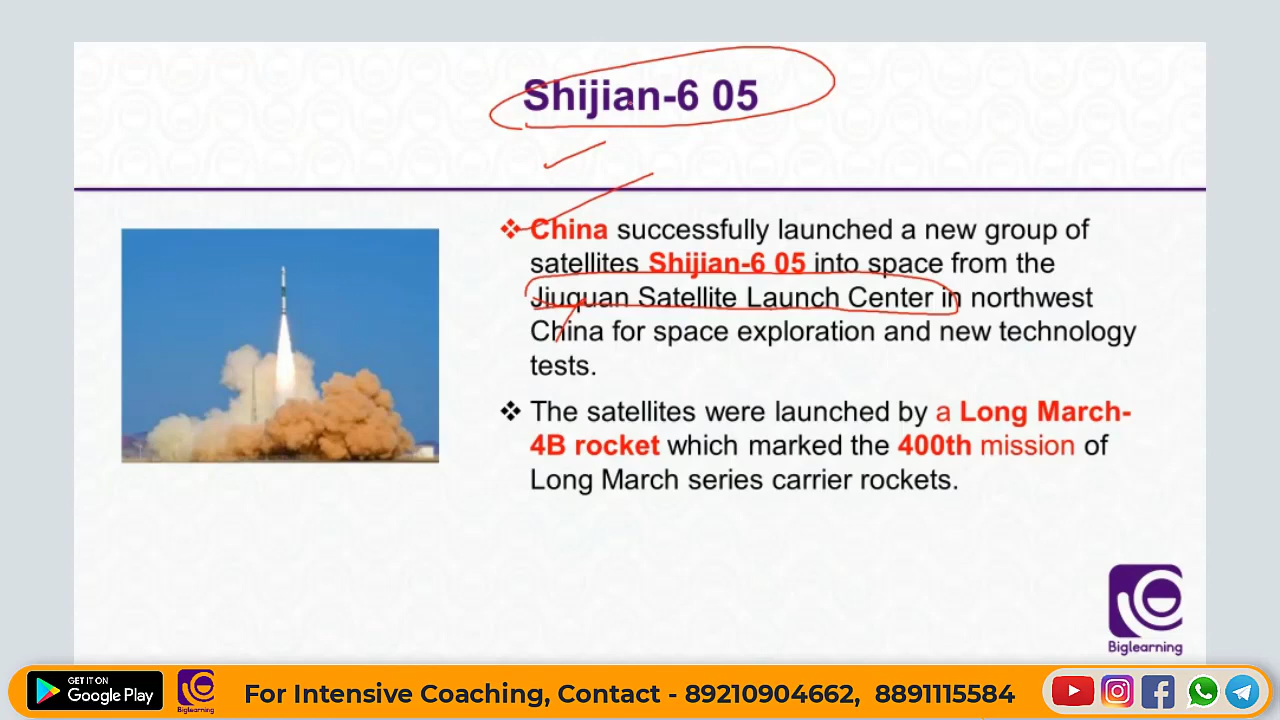 Shijian-6 05
❖ China successfully launched a new group of
satellites Shijian-6 05 into space from the
Jiuquan Satellite Launch Center in northwest
China for space exploration and new technology
tests.
❖ The satellites were launched by a Long March-
4B rocket which marked the 400th mission of
Long March series carrier rockets.
Biglearning
GET IT ON
Google Play
Biglearning
For Intensive Coaching, Contact - 89210904662, 8891115584